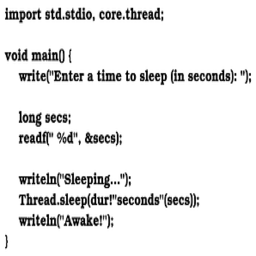 import std.stdio, core.thread;

void main() {
    write("Enter a time to sleep (in seconds): ");

    long secs;
    readf(" %d", &secs);

    writeln("Sleeping...");
    Thread.sleep(dur!"seconds"(secs));
    writeln("Awake!");
}